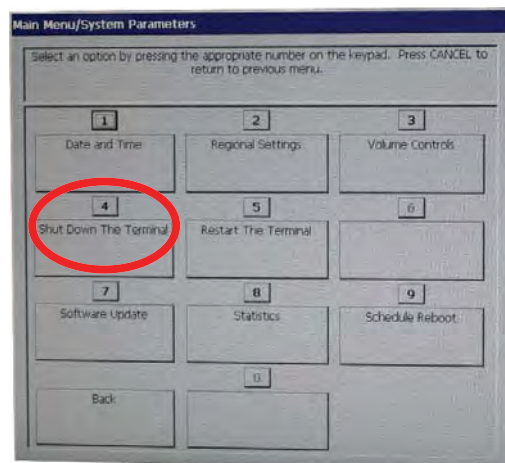 Main Menu/System Parameters
Select an option by pressing the appropriate number on the keypad. Press CANCEL to
return to previous menu.
1
2
3
Date and Time
Regional Settings
Volume Controls
4
5
6
Shut Down The Terminal
Restart The Terminal
7
8
9
Software Update
Statistics
Schedule Reboot
0
Back